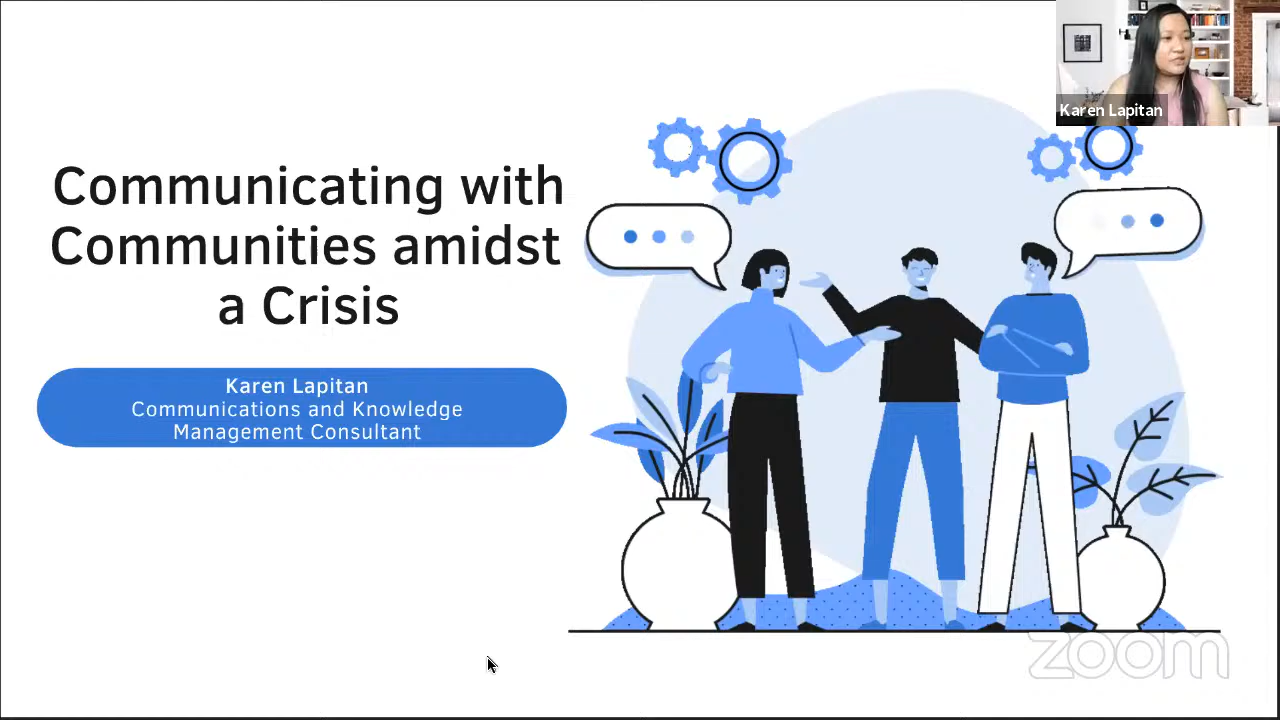 Karen Lapitan
Communicating with
Communities amidst
a Crisis
Karen Lapitan
Communications and Knowledge
Management Consultant
zoom